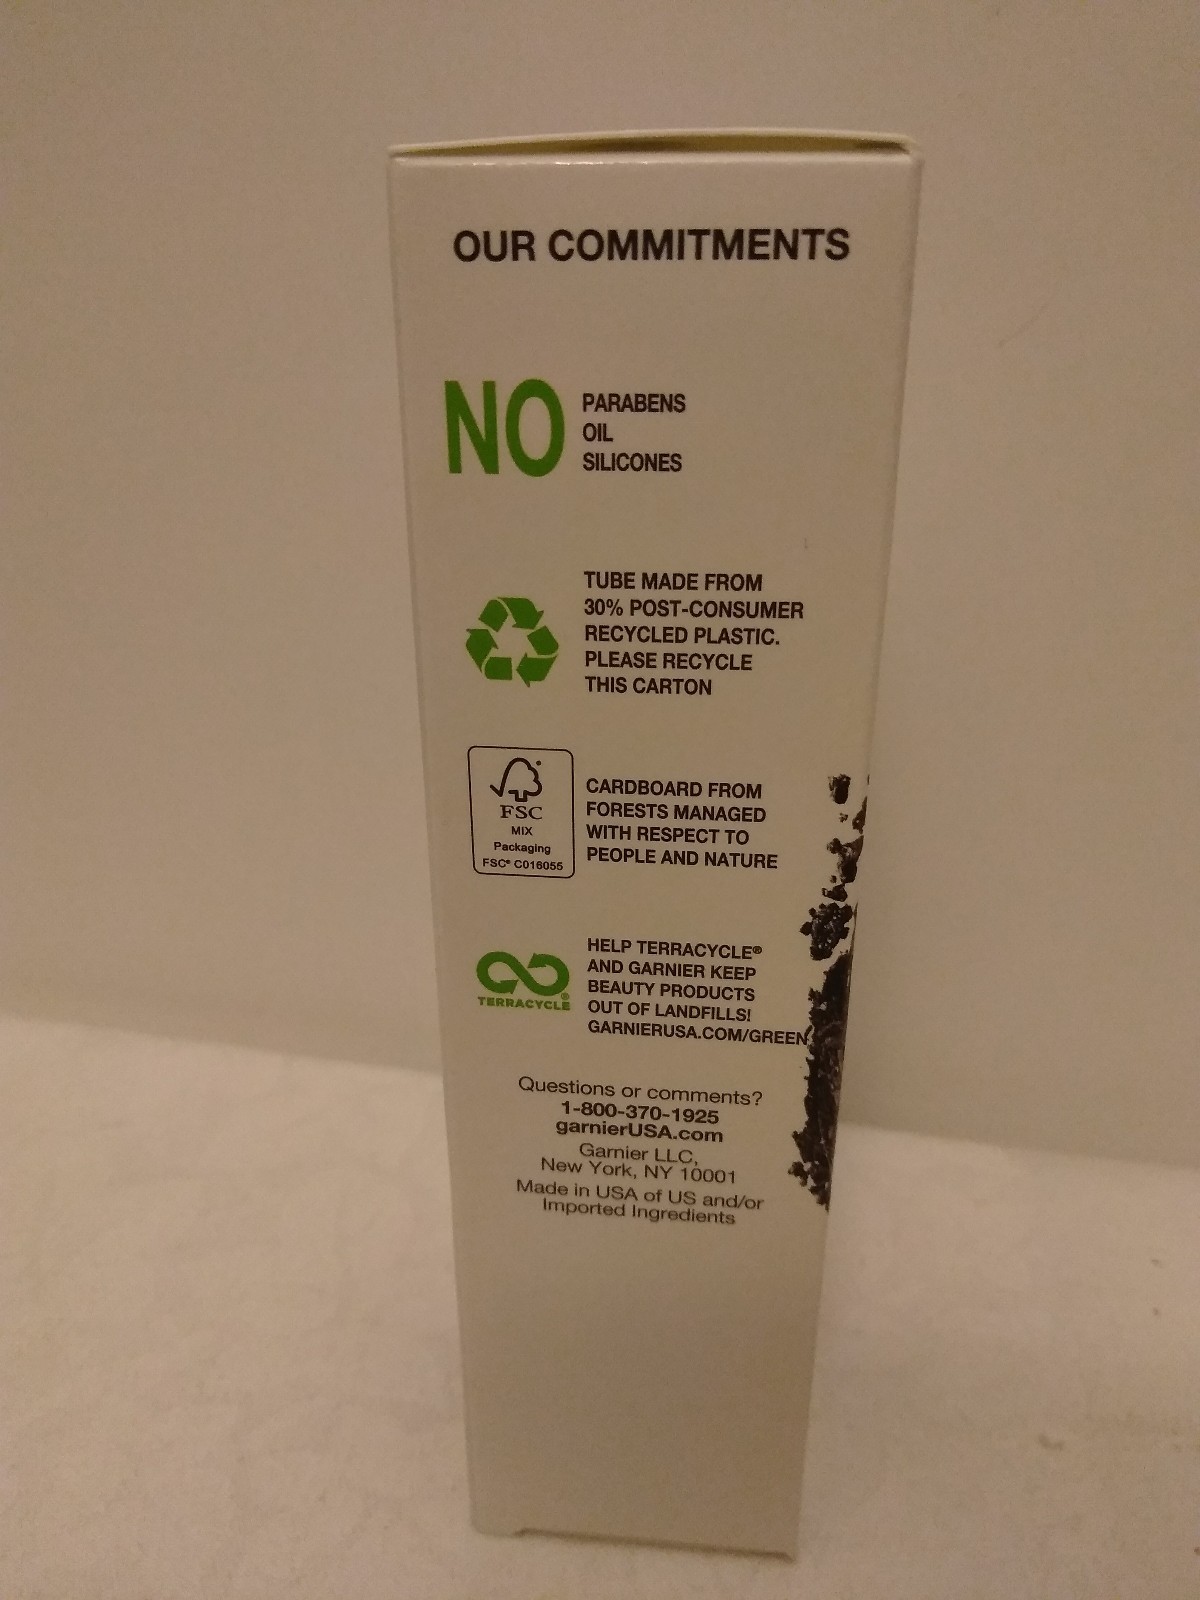 OUR COMMITMENTS
NO
PARABENS
OIL
SILICONES
TUBE MADE FROM
30% POST-CONSUMER
RECYCLED PLASTIC.
PLEASE RECYCLE
THIS CARTON
FSC
MIX
Packaging
FSC® C016055
CARDBOARD FROM
FORESTS MANAGED
WITH RESPECT TO
PEOPLE AND NATURE
TERRACYCLE®
HELP TERRACYCLE®
AND GARNIER KEEP
BEAUTY PRODUCTS
OUT OF LANDFILLS!
GARNIERUSA.COM/GREEN
Questions or comments?
1-800-370-1925
garnierUSA.com
Garnier LLC,
New York, NY 10001
Made in USA of US and/or
Imported Ingredients